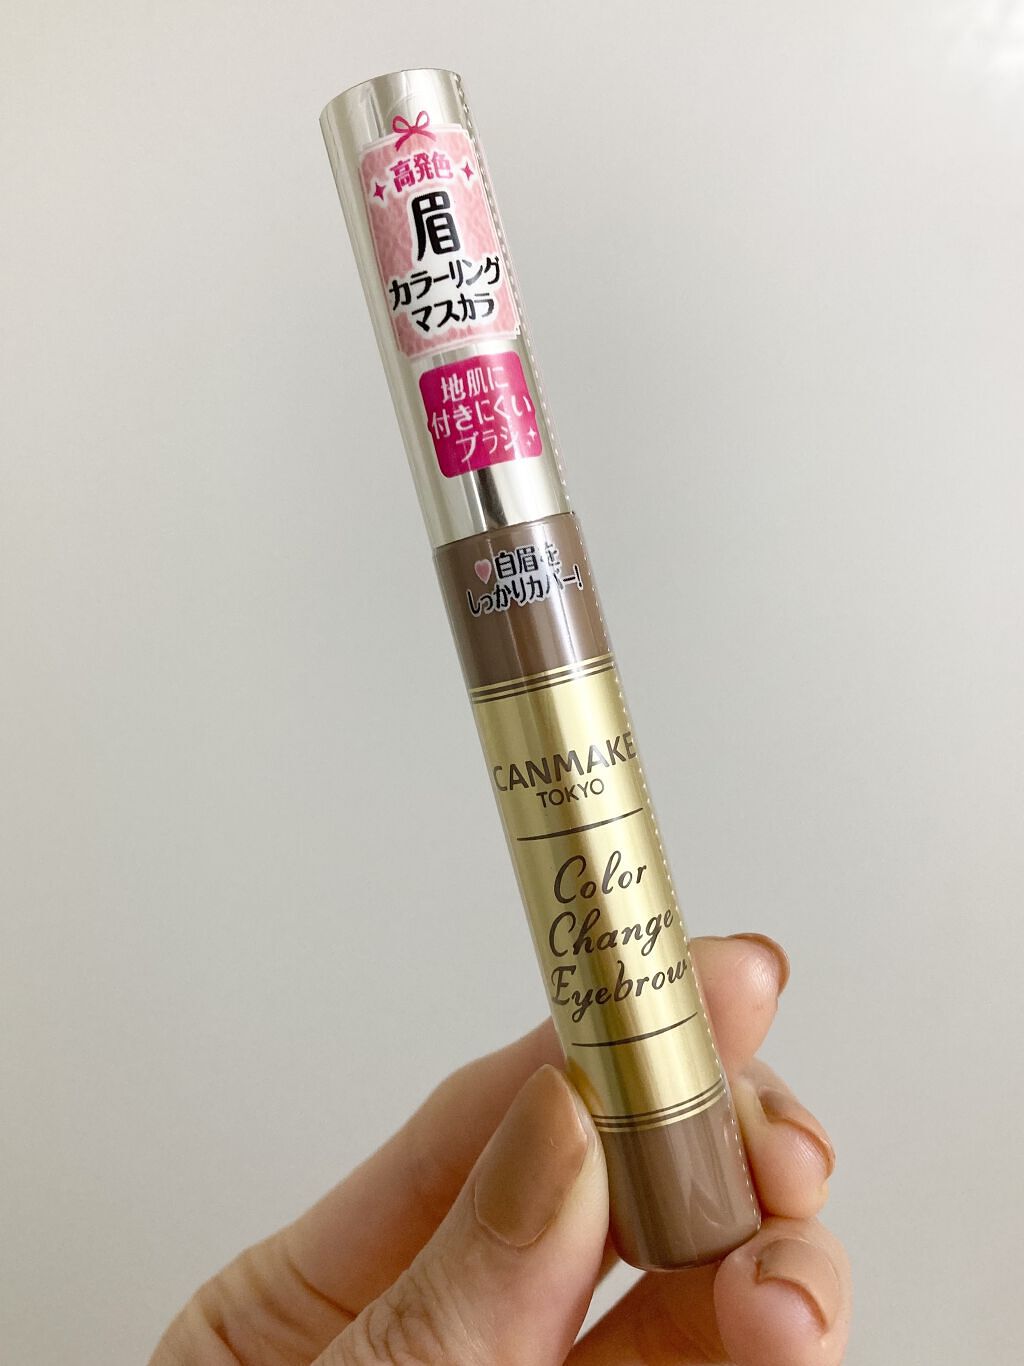 高発色
眉
カラーリング
マスカラ
地肌に
付きにくい
ブラシ
自眉を
しっかりカバー!
CANMAKE
TOKYO
Color
Change
Eyebrow